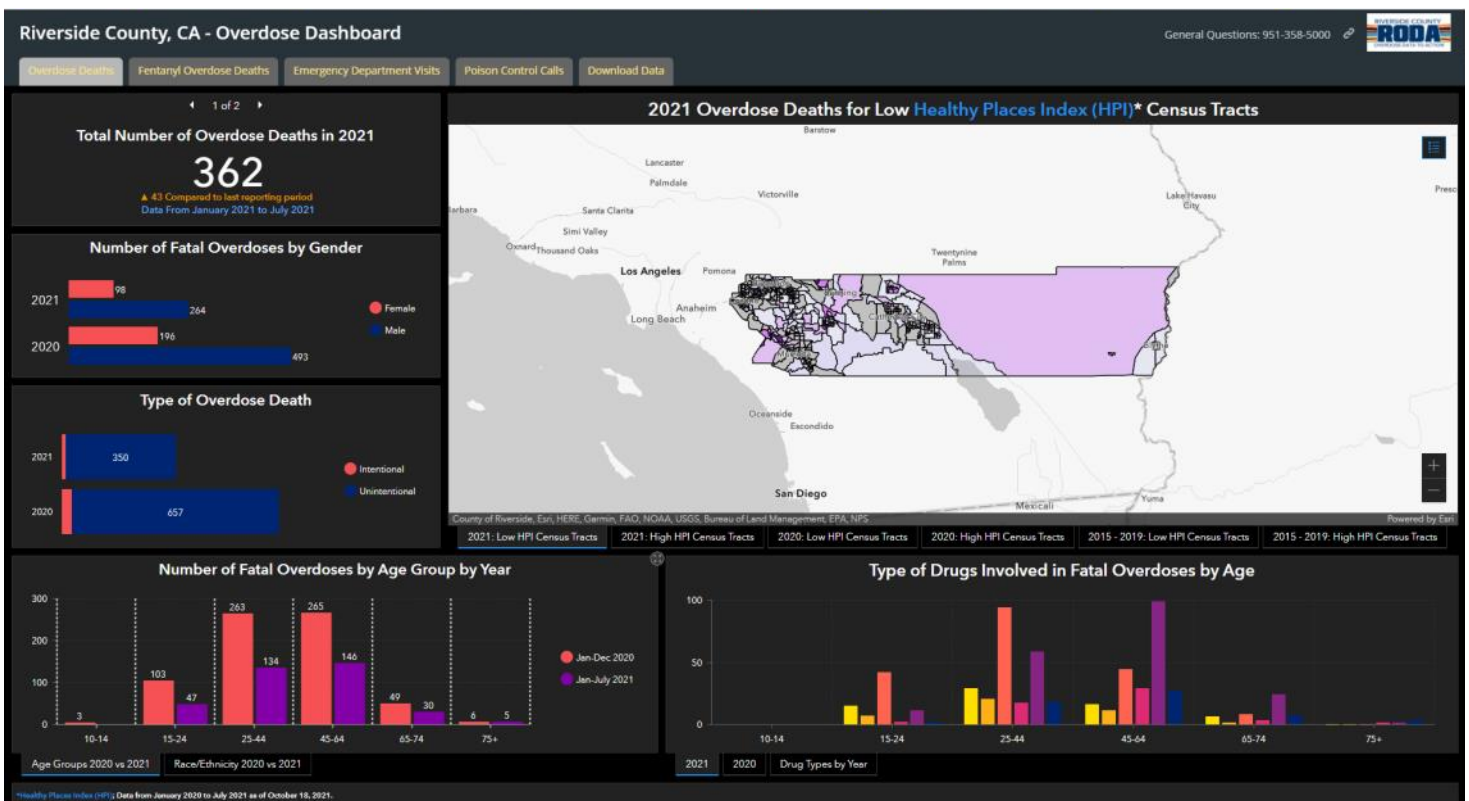 Riverside County, CA - Overdose Dashboard
General Questions: 951-358-5000
RIVERSIDE COUNTY
RODA
OVERDOSE DATA TO ACTION
Overdose Deaths
Fentanyl Overdose Deaths
Emergency Department Visits
Poison Control Calls
Download Data
1 of 2
Total Number of Overdose Deaths in 2021
362
▲ 43 Compared to last reporting period
Data From January 2021 to July 2021
Number of Fatal Overdoses by Gender
2021
98
264
2020
196
493
Female
Male
Type of Overdose Death
2021
350
2020
657
Intentional
Unintentional
2021 Overdose Deaths for Low Healthy Places Index (HPI)* Census Tracts
Barstow
Lancaster
Palmdale
Victorville
Lake Havasu
City
Presc
arbara
Santa Clarita
Simi Valley
Oxnard
Thousand Oaks
Twentynine
Palms
Los Angeles
Pomona
Anaheim
Long Beach
Oceanside
Escondido
San Diego
Mexicali
Yuma
County of Riverside, Esri, HERE, Garmin, FAO, NOAA, USGS, Bureau of Land Management, EPA, NPS
Powered by Esri
2021: Low HPI Census Tracts
2021: High HPI Census Tracts
2020: Low HPI Census Tracts
2020: High HPI Census Tracts
2015 - 2019: Low HPI Census Tracts
2015 - 2019: High HPI Census Tracts
Number of Fatal Overdoses by Age Group by Year
300
200
100
0
3
103
47
263
134
265
146
49
30
6
5
10-14
15-24
25-44
45-64
65-74
75+
Jan-Dec 2020
Jan-July 2021
Age Groups 2020 vs 2021
Race/Ethnicity 2020 vs 2021
Type of Drugs Involved in Fatal Overdoses by Age
100
50
0
10-14
15-24
25-44
45-64
65-74
75+
2021
2020
Drug Types by Year
*Healthy Places Index (HPI); Data from January 2020 to July 2021 as of October 18, 2021.